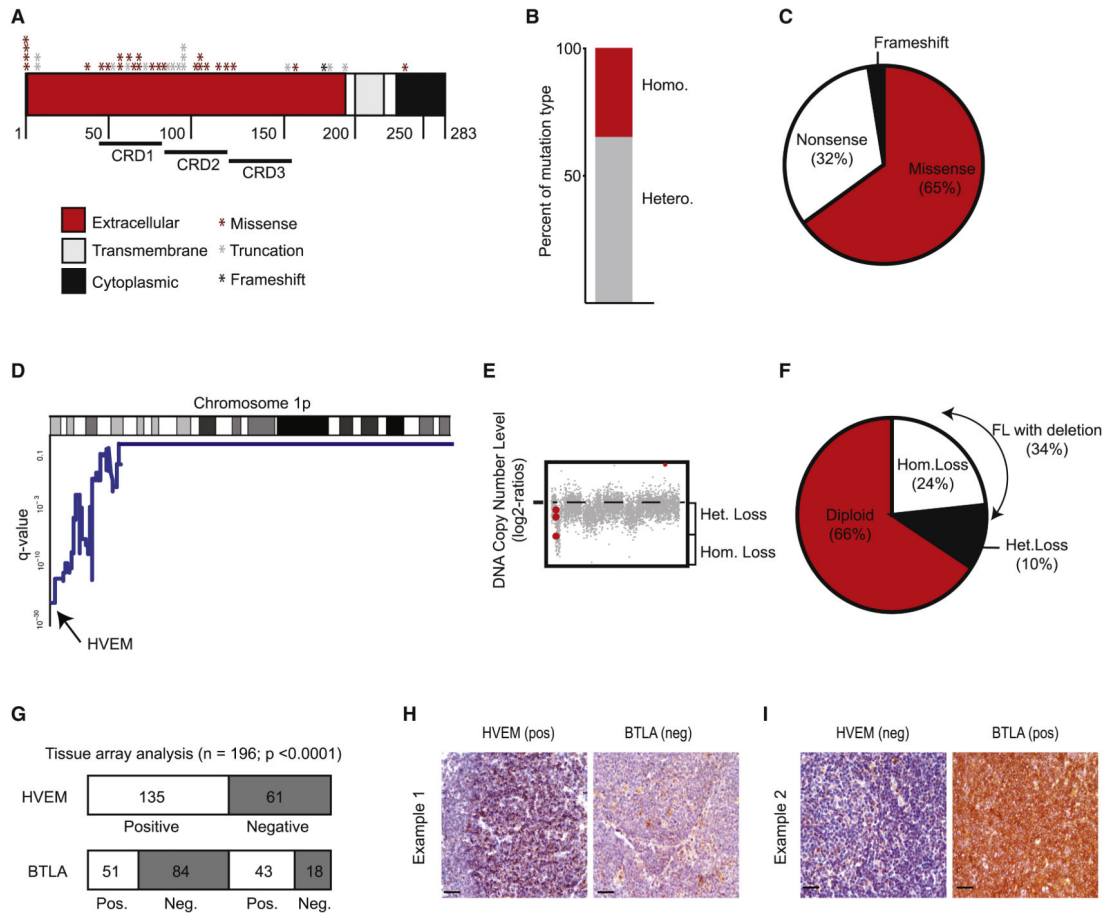 A
1
50
100
150
200
250
283
CRD1
CRD2
CRD3
Extracellular
Transmembrane
Cytoplasmic
* Missense
* Truncation
* Frameshift
B
Percent of mutation type
100
50
Homo.
Hetero.
C
Frameshift
Nonsense
(32%)
Missense
(65%)
D
Chromosome 1p
q-value
0.1
10⁻³
10⁻¹⁰
10⁻³⁰
HVEM
E
DNA Copy Number Level
(log2-ratios)
Het. Loss
Hom. Loss
F
FL with deletion
(34%)
Hom.Loss
(24%)
Diploid
(66%)
Het.Loss
(10%)
G
Tissue array analysis (n = 196; p <0.0001)
HVEM
135
61
Positive
Negative
BTLA
51
84
43
18
Pos.
Neg.
Pos.
Neg.
H
HVEM (pos)
BTLA (neg)
Example 1
I
HVEM (neg)
BTLA (pos)
Example 2